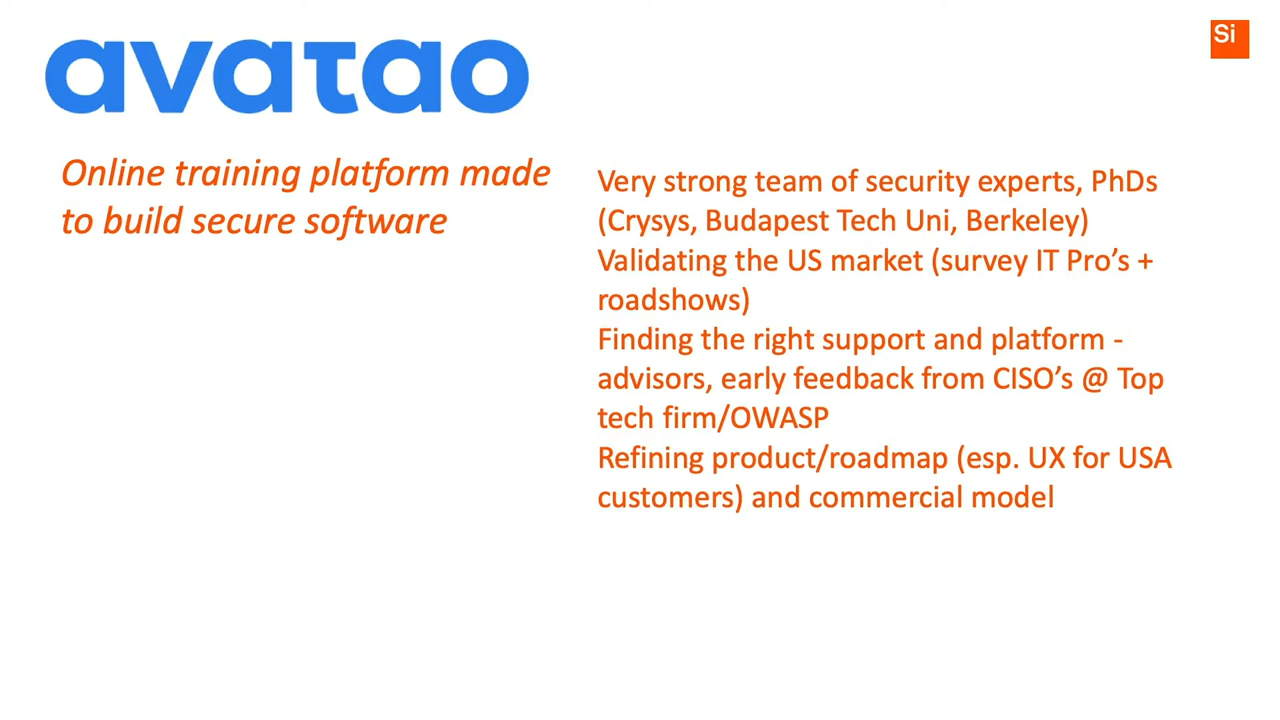 avatao
Si
Online training platform made
to build secure software
Very strong team of security experts, PhDs
(Crysys, Budapest Tech Uni, Berkeley)
Validating the US market (survey IT Pro’s +
roadshows)
Finding the right support and platform -
advisors, early feedback from CISO’s @ Top
tech firm/OWASP
Refining product/roadmap (esp. UX for USA
customers) and commercial model